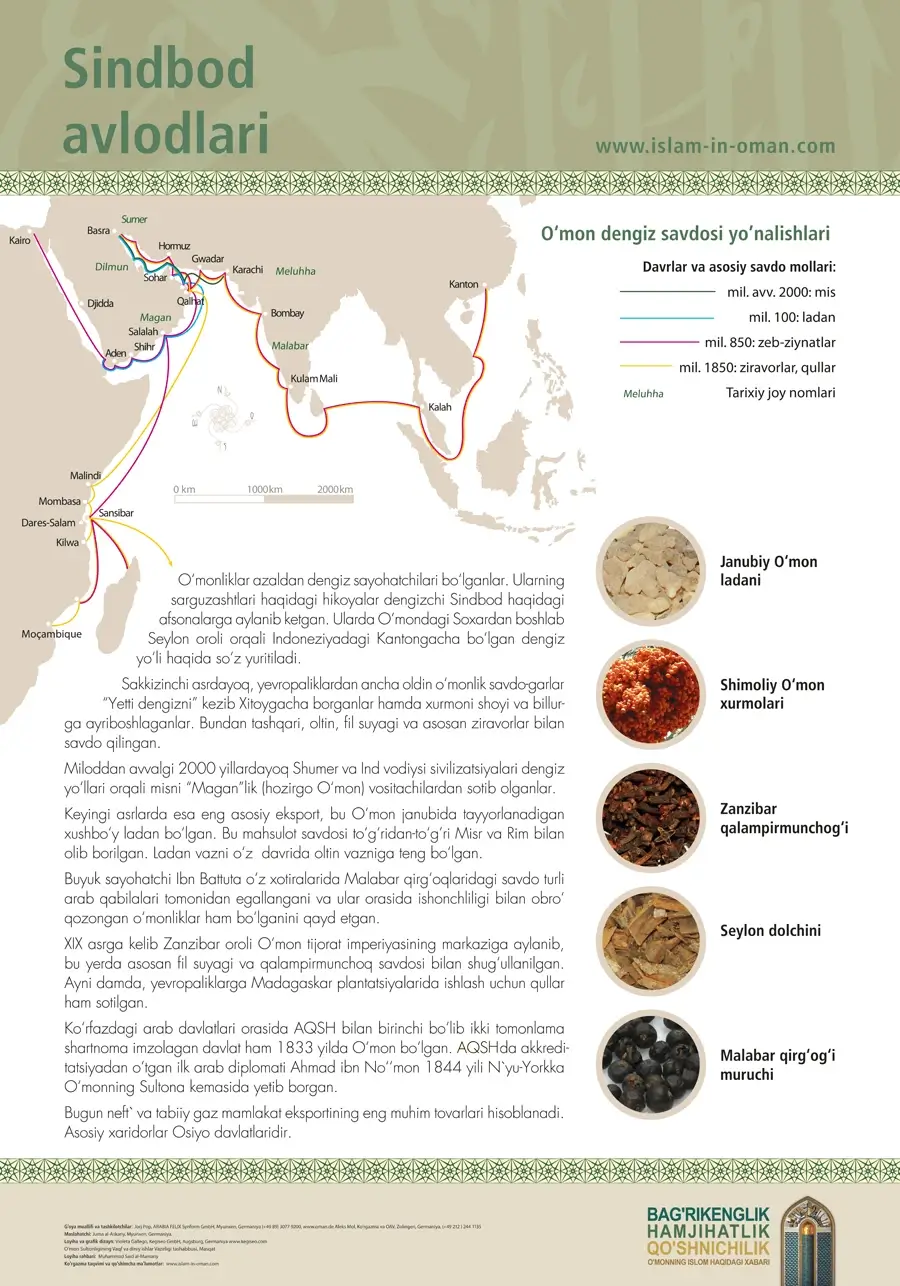 Sindbod
avlodlari
www.islam-in-oman.com
O‘mon dengiz savdosi yo‘nalishlari
Davrlar va asosiy savdo mollari:
mil. avv. 2000: mis
mil. 100: ladan
mil. 850: zeb-ziynatlar
mil. 1850: ziravorlar, qullar
Meluhha Tarixiy joy nomlari
Kairo
Basra
Sumer
Dilmun
Hormuz
Sohar
Gwadar
Karachi
Meluhha
Qalhat
Djidda
Magan
Salalah
Shihr
Aden
Bombay
Malabar
Kulam Mali
Kanton
Kalah
Malindi
Mombasa
Sansibar
Dares-Salam
Kilwa
Moçambique
0 km 1000km 2000km
O‘monliklar azaldan dengiz sayohatchilari bo‘lganlar. Ularning
sarguzashtlari haqidagi hikoyalar dengizchi Sindbod haqidagi
afsonalarga aylanib ketgan. Ularda O‘mondagi Soxardan boshlab
Seylon oroli orqali Indoneziyadagi Kantongacha bo‘lgan dengiz
yo‘li haqida so‘z yuritiladi.
Sakkizinchi asrdayoq, yevropaliklardan ancha oldin o‘monlik savdo-garlar
“Yetti dengizni” kezib Xitoygacha borganlar hamda xurmoni shoyi va billur-
ga ayriboshlaganlar. Bundan tashqari, oltin, fil suyagi va asosan ziravorlar bilan
savdo qilingan.
Miloddan avvalgi 2000 yillardayoq Shumer va Ind vodiysi sivilizatsiyalari dengiz
yo‘llari orqali misni “Magan”lik (hozirgo O‘mon) vositachilardan sotib olganlar.
Keyingi asrlarda esa eng asosiy eksport, bu O‘mon janubida tayyorlanadigan
xushbo‘y ladan bo‘lgan. Bu mahsulot savdosi to‘g‘ridan-to‘g‘ri Misr va Rim bilan
olib borilgan. Ladan vazni o‘z davrida oltin vazniga teng bo‘lgan.
Buyuk sayohatchi Ibn Battuta o‘z xotiralarida Malabar qirg‘oqlaridagi savdo turli
arab qabilalari tomonidan egallangani va ular orasida ishonchliligi bilan obro‘
qozongan o‘monliklar ham bo‘lganini qayd etgan.
XIX asrga kelib Zanzibar oroli O‘mon tijorat imperiyasining markaziga aylanib,
bu yerda asosan fil suyagi va qalampirmunchoq savdosi bilan shug‘ullanilgan.
Ayni damda, yevropaliklarga Madagaskar plantatsiyalarida ishlash uchun qullar
ham sotilgan.
Ko‘rfazdagi arab davlatlari orasida AQSH bilan birinchi bo‘lib ikki tomonlama
shartnoma imzolagan davlat ham 1833 yilda O‘mon bo‘lgan. AQSHda akkredi-
tatsiyadan o‘tgan ilk arab diplomati Ahmad ibn No‘‘mon 1844 yili N`yu-Yorkka
O‘monning Sultona kemasida yetib borgan.
Bugun neft` va tabiiy gaz mamlakat eksportining eng muhim tovarlari hisoblanadi.
Asosiy xaridorlar Osiyo davlatlaridir.
Janubiy O‘mon
ladani
Shimoliy O‘mon
xurmolari
Zanzibar
qalampirmunchog‘i
Seylon dolchini
Malabar qirg‘og‘i
muruchi
BAG'RIKENGLIK
HAMJIHATLIK
QO'SHNICHILIK
O'MONNING ISLOM HAQIDAGI XABARI